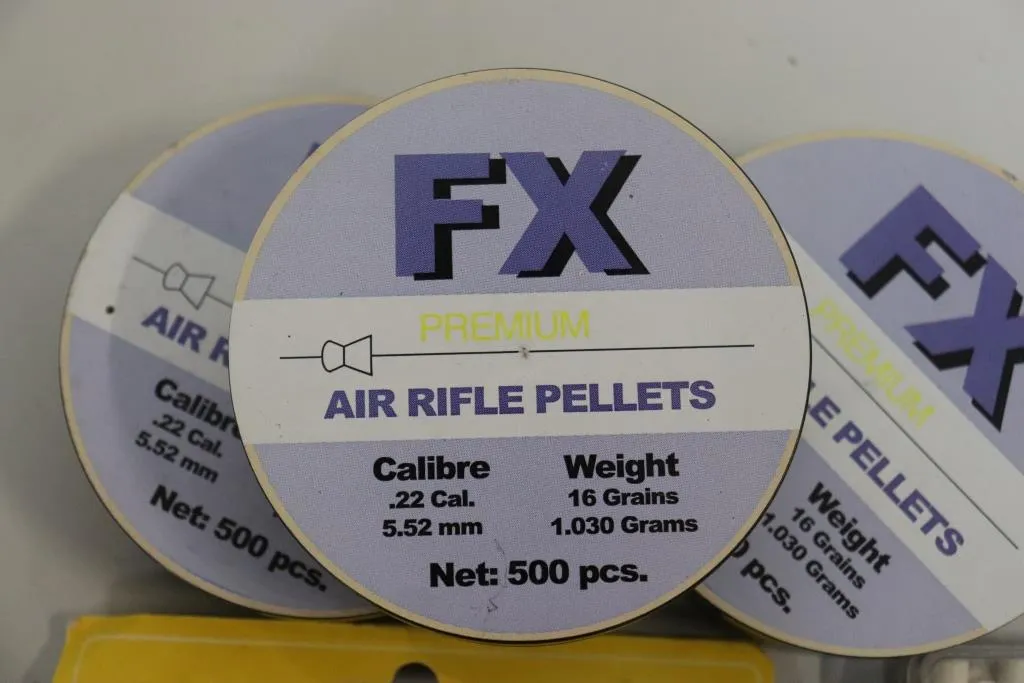 FX
PREMIUM
AIR RIFLE PELLETS
Calibre
.22 Cal.
5.52 mm
Weight
16 Grains
1.030 Grams
Net: 500 pcs.
AIR
Calibre
.22 Cal.
5.52 mm
Net: 500 pcs.
FX
PREMIUM
PELLETS
Weight
16 Grains
1.030 Grams
pcs.